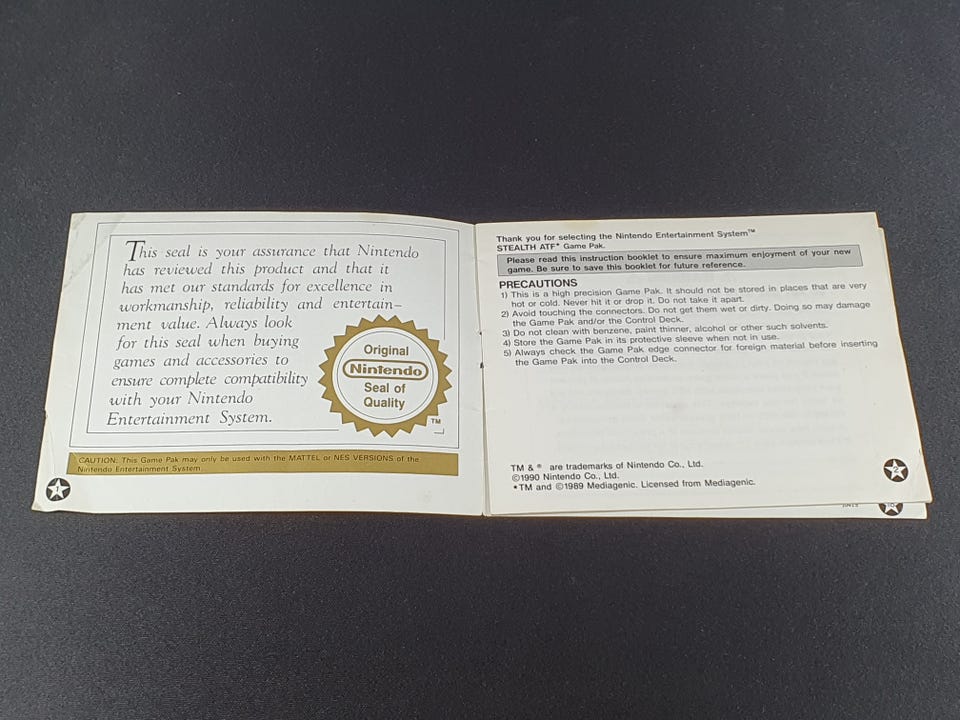 This seal is your assurance that Nintendo
has reviewed this product and that it
has met our standards for excellence in
workmanship, reliability and entertain-
ment value. Always look
for this seal when buying
games and accessories to
ensure complete compatibility
with your Nintendo
Entertainment System.
Original
Nintendo
Seal of
Quality
TM
CAUTION: This Game Pak may only be used with the MATTEL or NES VERSIONS of the
Nintendo Entertainment System.
1
Thank you for selecting the Nintendo Entertainment System™
STEALTH ATF* Game Pak.
Please read this instruction booklet to ensure maximum enjoyment of your new
game. Be sure to save this booklet for future reference.
PRECAUTIONS
1) This is a high precision Game Pak. It should not be stored in places that are very
hot or cold. Never hit it or drop it. Do not take it apart.
2) Avoid touching the connectors. Do not get them wet or dirty. Doing so may damage
the Game Pak and/or the Control Deck.
3) Do not clean with benzene, paint thinner, alcohol or other such solvents.
4) Store the Game Pak in its protective sleeve when not in use.
5) Always check the Game Pak edge connector for foreign material before inserting
the Game Pak into the Control Deck.
TM & ® are trademarks of Nintendo Co., Ltd.
©1990 Nintendo Co., Ltd.
*TM and ©1989 Mediagenic. Licensed from Mediagenic.
2